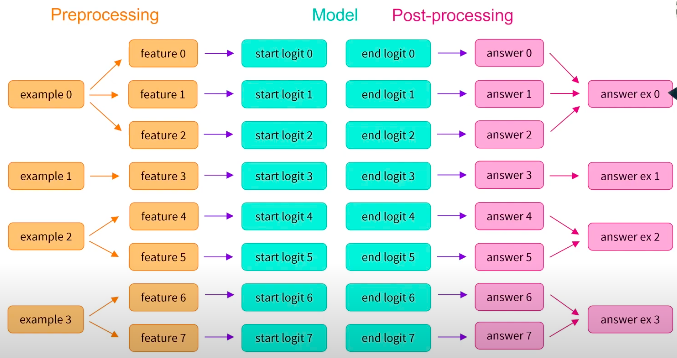 Preprocessing Model Post-processing
feature 0 start logit 0 end logit 0 answer 0
example 0 feature 1 start logit 1 end logit 1 answer 1 answer ex 0
feature 2 start logit 2 end logit 2 answer 2
example 1 feature 3 start logit 3 end logit 3 answer 3 answer ex 1
feature 4 start logit 4 end logit 4 answer 4
example 2 answer ex 2
feature 5 start logit 5 end logit 5 answer 5
feature 6 start logit 6 end logit 6 answer 6
example 3 answer ex 3
feature 7 start logit 7 end logit 7 answer 7